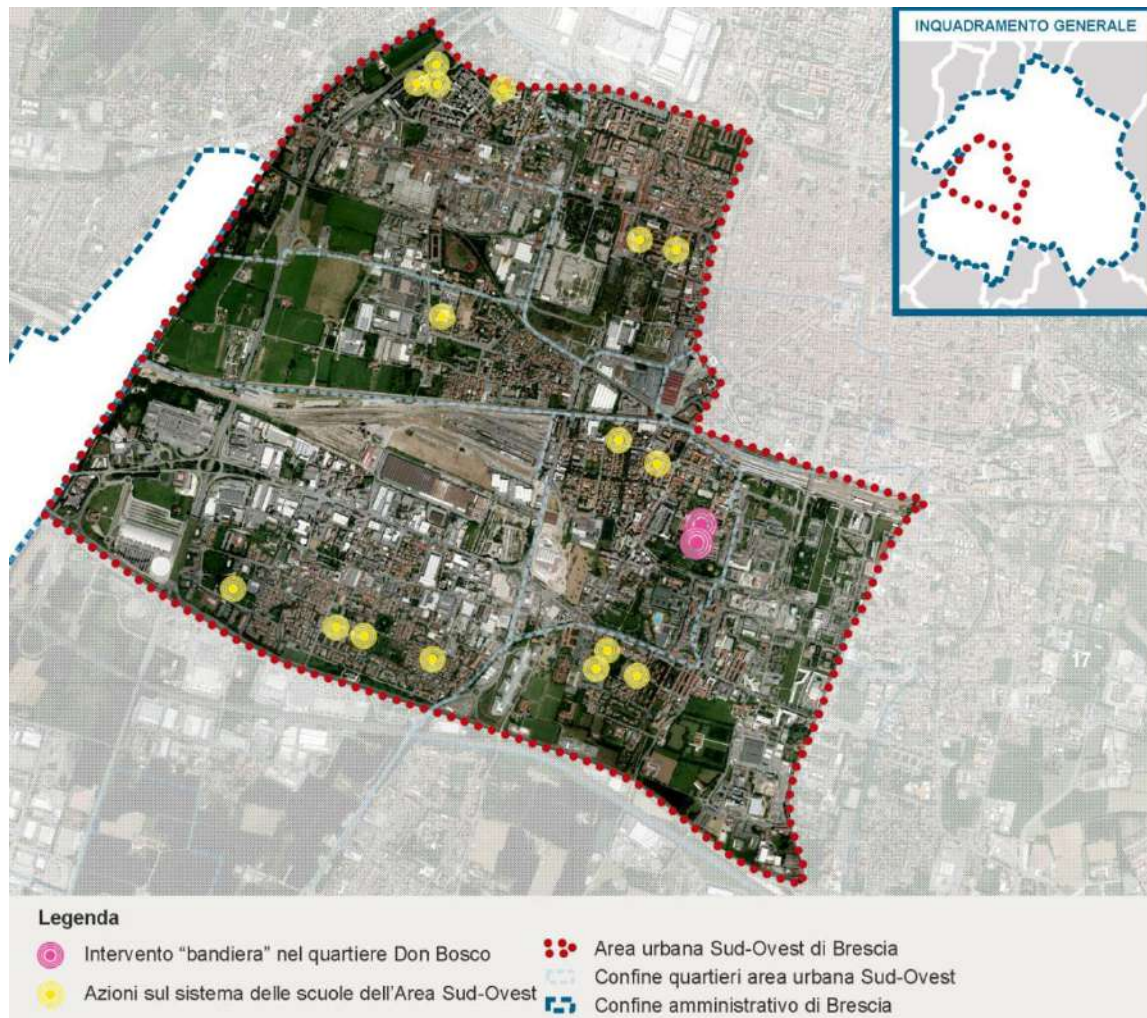 INQUADRAMENTO GENERALE
17
Legenda
Intervento “bandiera” nel quartiere Don Bosco
Azioni sul sistema delle scuole dell'Area Sud-Ovest
Area urbana Sud-Ovest di Brescia
Confine quartieri area urbana Sud-Ovest
Confine amministrativo di Brescia